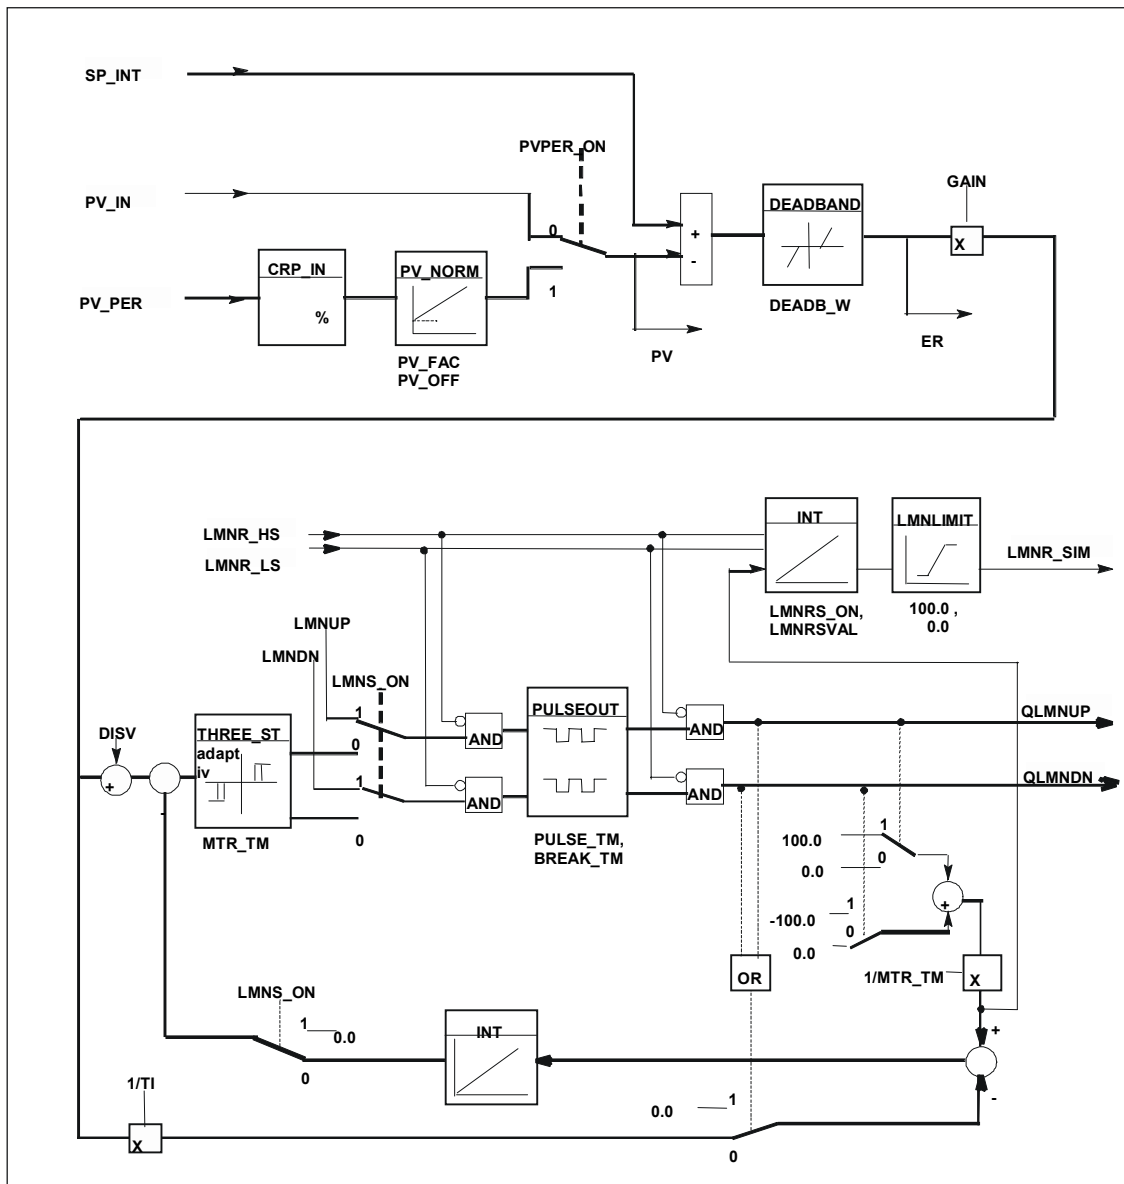 SP_INT
PVPER_ON
GAIN
PV_IN
DEADBAND
0
+
X
CRP_IN
PV_NORM
-
PV_PER
%
1
DEADB_W
PV
ER
PV_FAC
PV_OFF
LMNR_HS
LMNR_LS
INT
LMNLIMIT
LMNR_SIM
LMNRS_ON,
LMNRSVAL
100.0 ,
0.0
LMNUP
LMNDN
LMNS_ON
1
0
1
0
AND
PULSEOUT
AND
QLMNUP
DISV
THREE_ST
adapt
iv
+
-
AND
AND
QLMNDN
MTR_TM
PULSE_TM,
BREAK_TM
1
100.0
0
0.0
1
-100.0
0
0.0
+
OR
1/MTR_TM
X
LMNS_ON
1
0.0
0
INT
+
-
1/TI
X
0.0
1
0